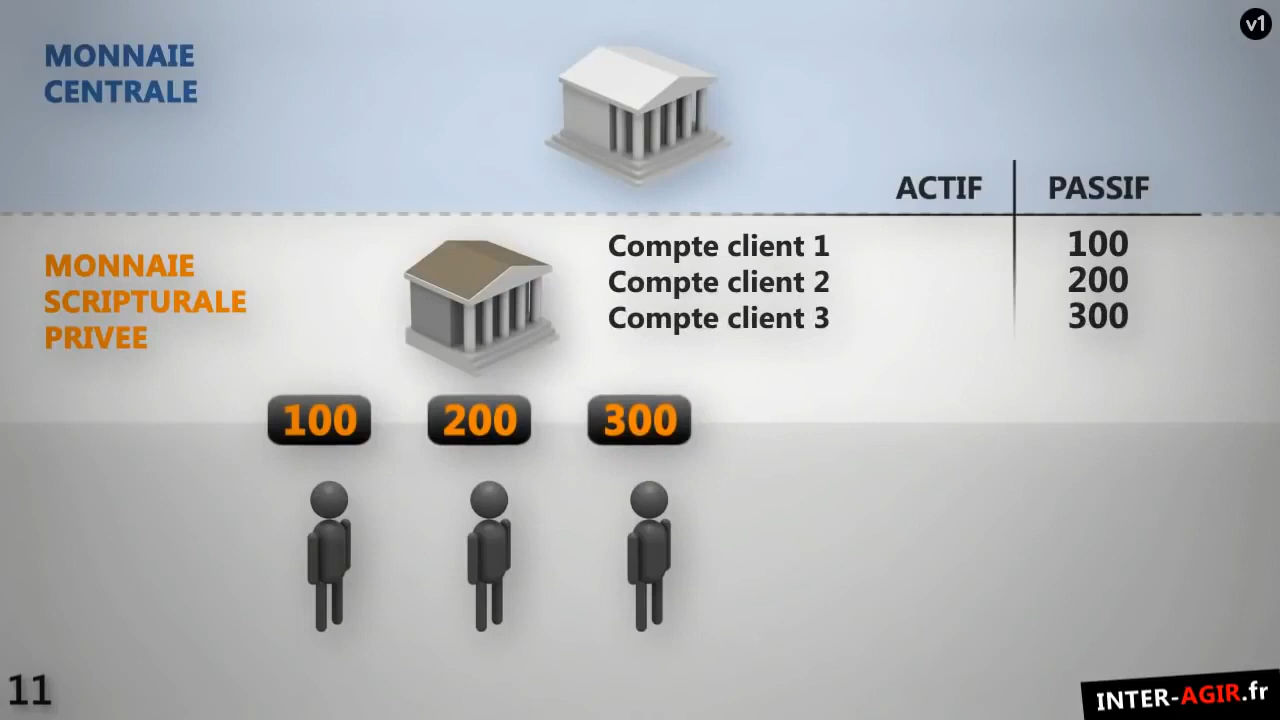 MONNAIE
CENTRALE
v1
ACTIF PASSIF
MONNAIE
SCRIPTURALE
PRIVEE
Compte client 1 100
Compte client 2 200
Compte client 3 300
100 200 300
11
INTER-AGIR.fr